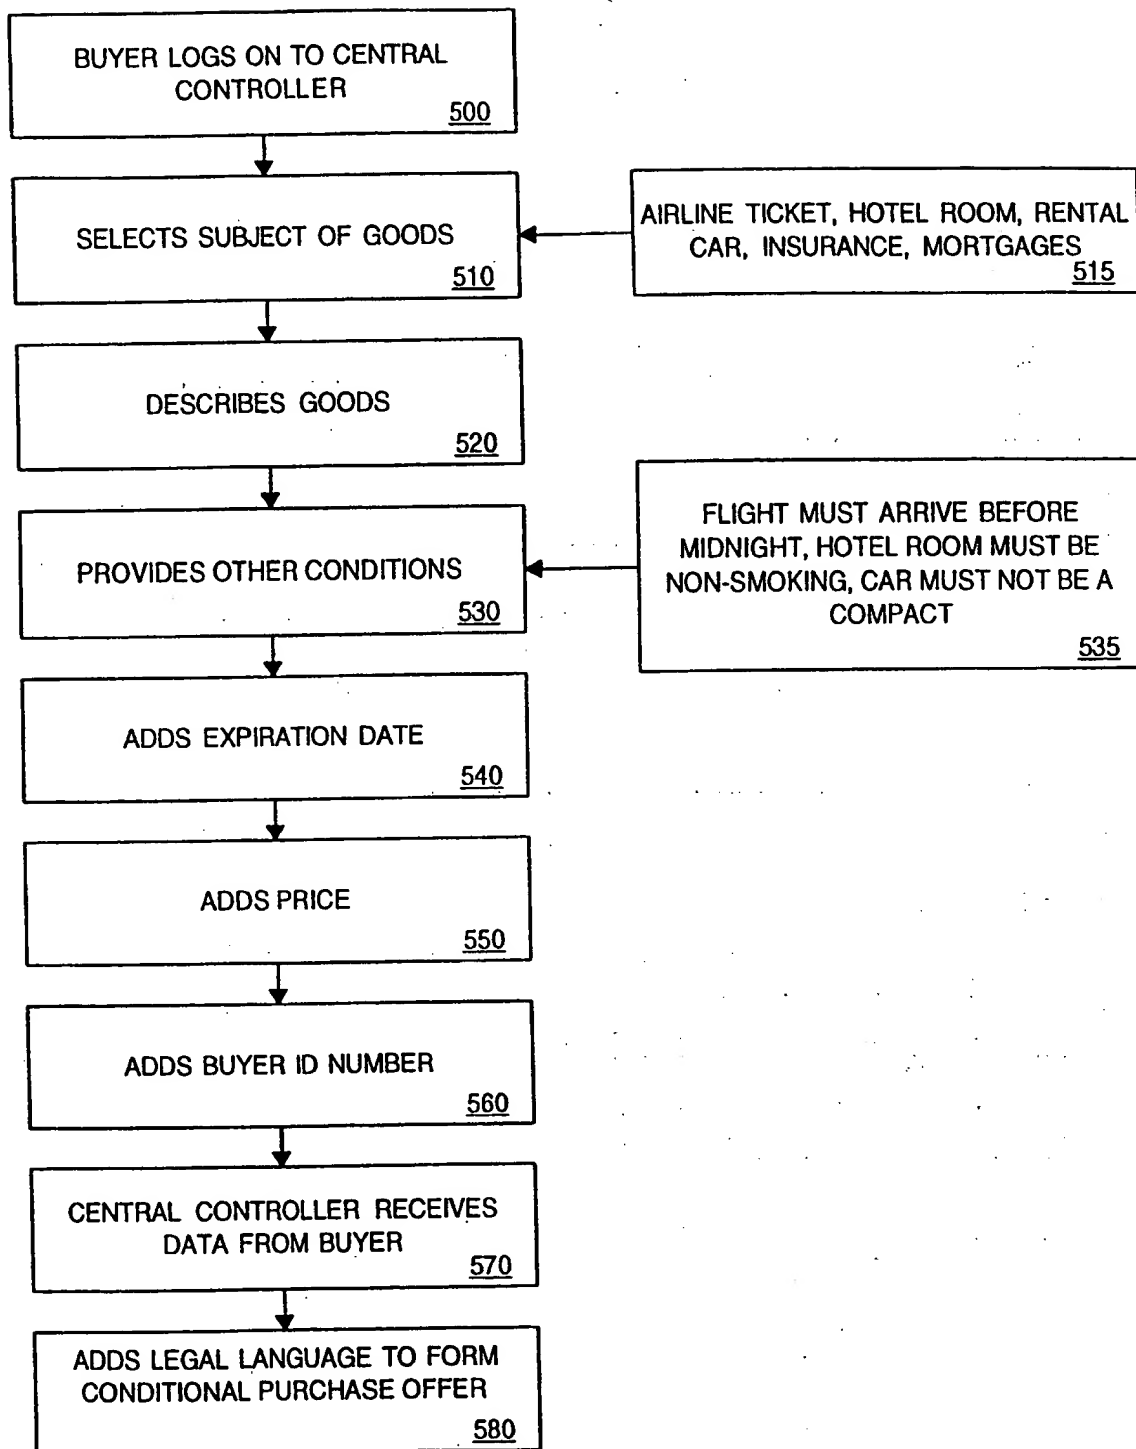 BUYER LOGS ON TO CENTRAL
CONTROLLER
500
SELECTS SUBJECT OF GOODS
510
AIRLINE TICKET, HOTEL ROOM, RENTAL
CAR, INSURANCE, MORTGAGES
515
DESCRIBES GOODS
520
PROVIDES OTHER CONDITIONS
530
FLIGHT MUST ARRIVE BEFORE
MIDNIGHT, HOTEL ROOM MUST BE
NON-SMOKING, CAR MUST NOT BE A
COMPACT
535
ADDS EXPIRATION DATE
540
ADDS PRICE
550
ADDS BUYER ID NUMBER
560
CENTRAL CONTROLLER RECEIVES
DATA FROM BUYER
570
ADDS LEGAL LANGUAGE TO FORM
CONDITIONAL PURCHASE OFFER
580